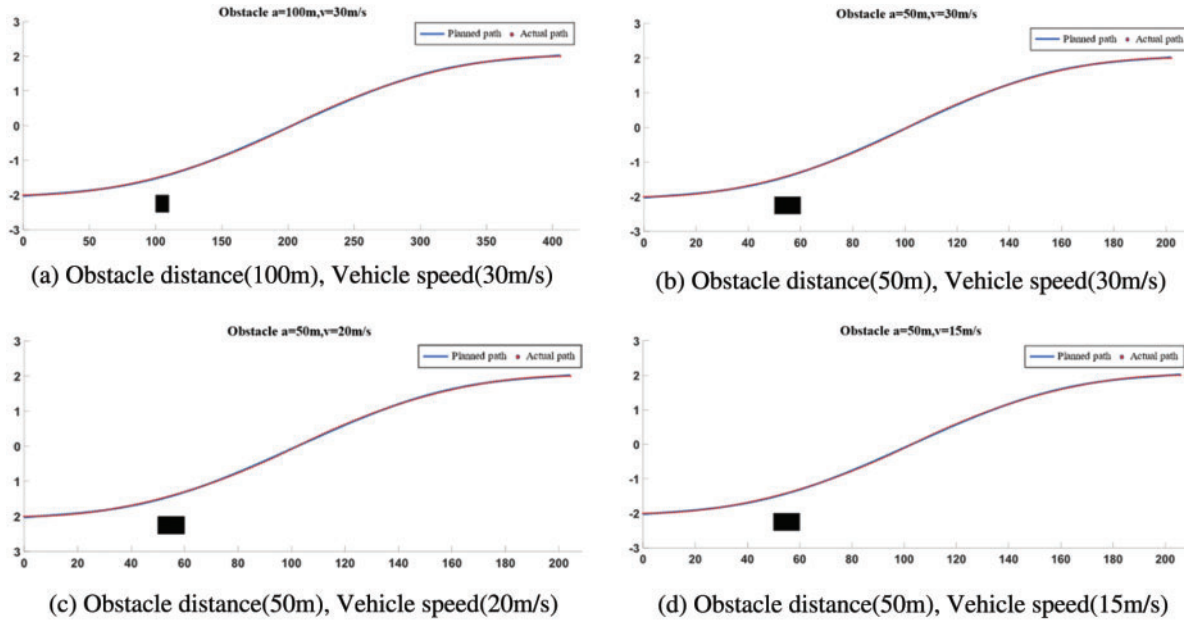 Obstacle a=100m,v=30m/s
Planned path Actual path
3
2
1
0
-1
-2
-3
0 50 100 150 200 250 300 350 400
(a) Obstacle distance(100m), Vehicle speed(30m/s)
Obstacle a=50m,v=30m/s
Planned path Actual path
3
2
1
0
-1
-2
-3
0 20 40 60 80 100 120 140 160 180 200
(b) Obstacle distance(50m), Vehicle speed(30m/s)
Obstacle a=50m,v=20m/s
Planned path Actual path
3
2
1
0
1
2
3
0 20 40 60 80 100 120 140 160 180 200
(c) Obstacle distance(50m), Vehicle speed(20m/s)
Obstacle a=50m,v=15m/s
Planned path Actual path
3
2
1
0
-1
-2
-3
0 20 40 60 80 100 120 140 160 180 200
(d) Obstacle distance(50m), Vehicle speed(15m/s)